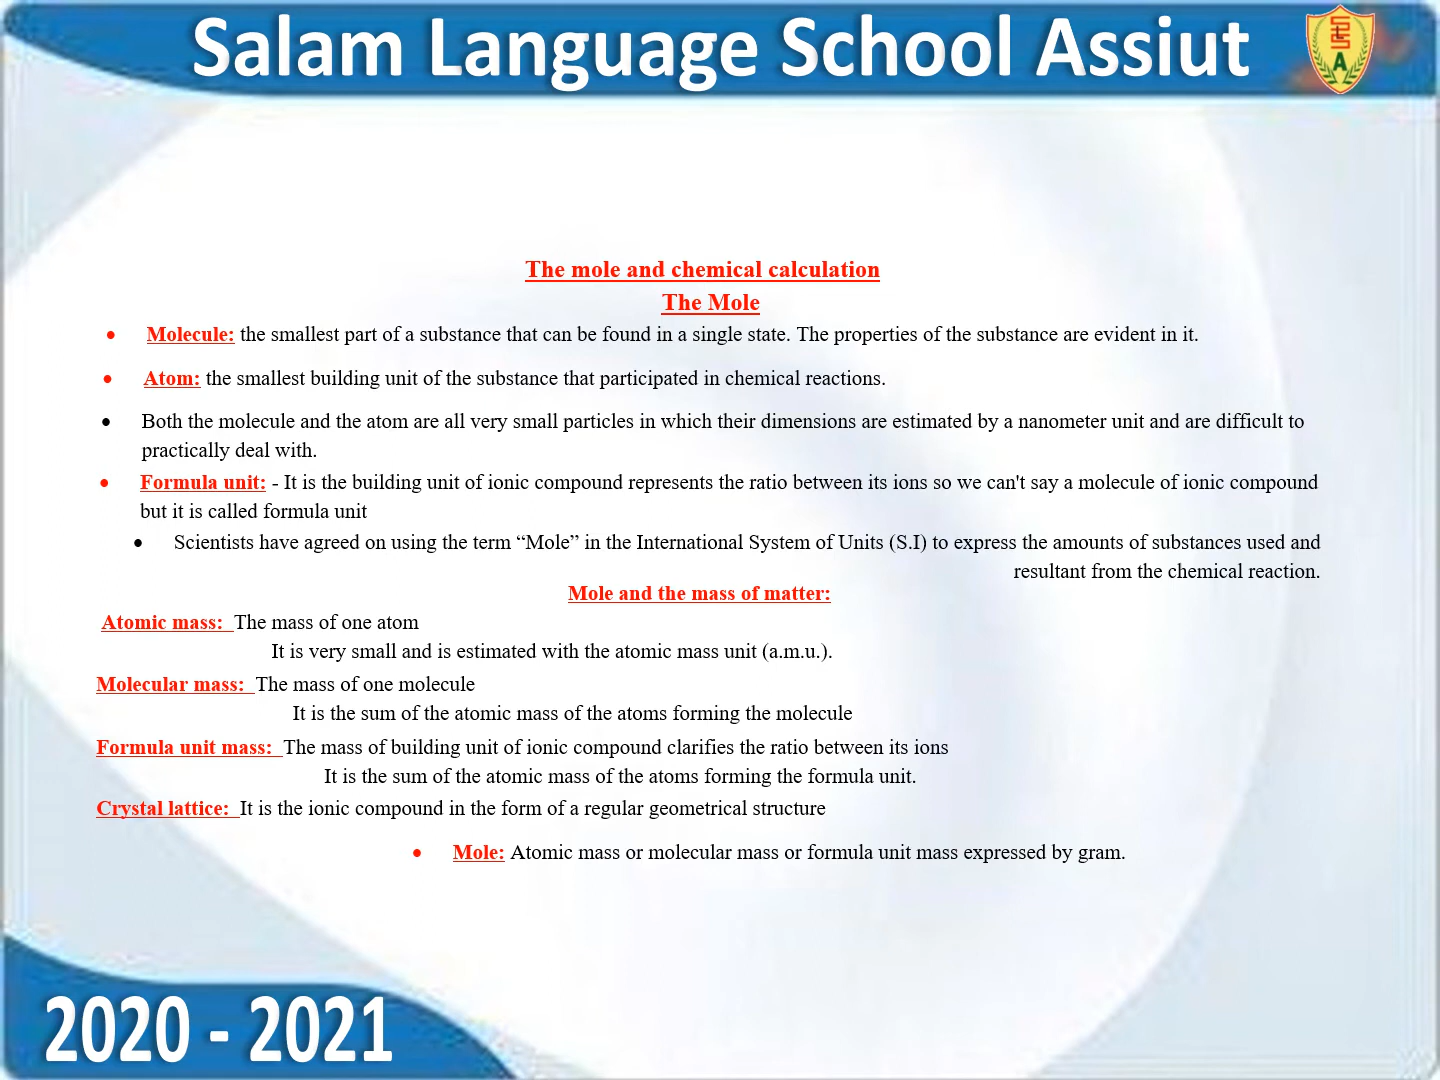 Salam Language School Assiut
The mole and chemical calculation
The Mole
• Molecule: the smallest part of a substance that can be found in a single state. The properties of the substance are evident in it.
• Atom: the smallest building unit of the substance that participated in chemical reactions.
• Both the molecule and the atom are all very small particles in which their dimensions are estimated by a nanometer unit and are difficult to
practically deal with.
• Formula unit: - It is the building unit of ionic compound represents the ratio between its ions so we can't say a molecule of ionic compound
but it is called formula unit
• Scientists have agreed on using the term “Mole” in the International System of Units (S.I) to express the amounts of substances used and
resultant from the chemical reaction.
Mole and the mass of matter:
Atomic mass: The mass of one atom
It is very small and is estimated with the atomic mass unit (a.m.u.).
Molecular mass: The mass of one molecule
It is the sum of the atomic mass of the atoms forming the molecule
Formula unit mass: The mass of building unit of ionic compound clarifies the ratio between its ions
It is the sum of the atomic mass of the atoms forming the formula unit.
Crystal lattice: It is the ionic compound in the form of a regular geometrical structure
• Mole: Atomic mass or molecular mass or formula unit mass expressed by gram.
2020 - 2021